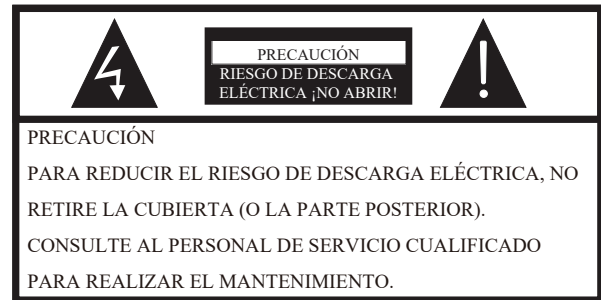 PRECAUCIÓN
RIESGO DE DESCARGA
ELÉCTRICA ¡NO ABRIR!
PRECAUCIÓN
PARA REDUCIR EL RIESGO DE DESCARGA ELÉCTRICA, NO
RETIRE LA CUBIERTA (O LA PARTE POSTERIOR).
CONSULTE AL PERSONAL DE SERVICIO CUALIFICADO
PARA REALIZAR EL MANTENIMIENTO.